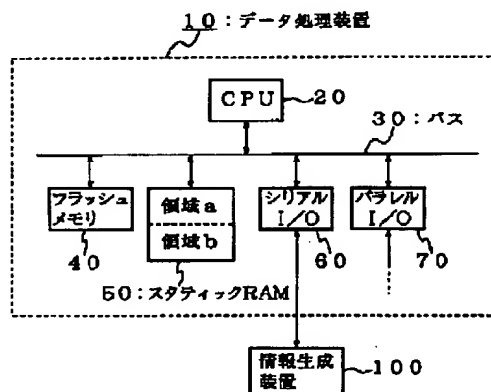 10:データ処理装置
CPU
20
30:バス
フラッシュ
メモリ
40
領域a
領域b
50:スタティックRAM
シリアル
I/O
60
パラレル
I/O
70
情報生成
装置
100